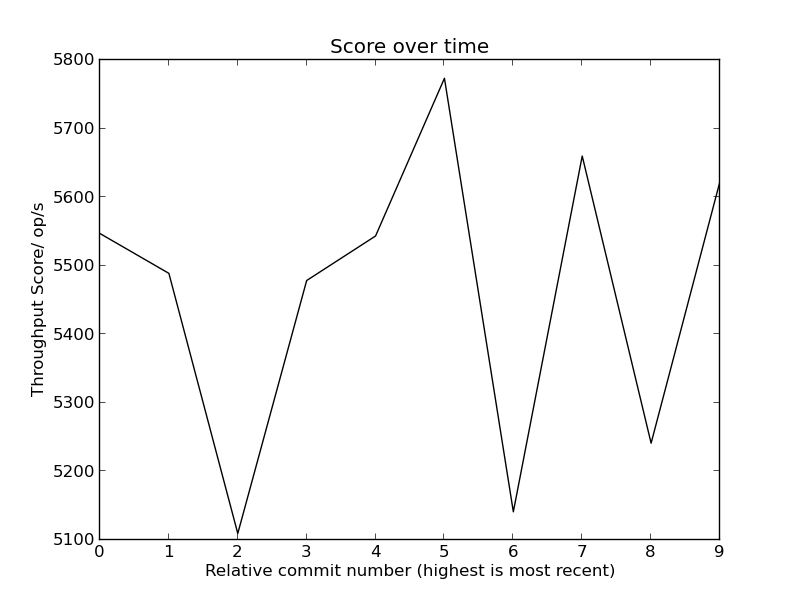 Score over time
5800
5700
5600
5500
5400
5300
5200
5100
Throughput Score/ op/s
0 1 2 3 4 5 6 7 8 9
Relative commit number (highest is most recent)